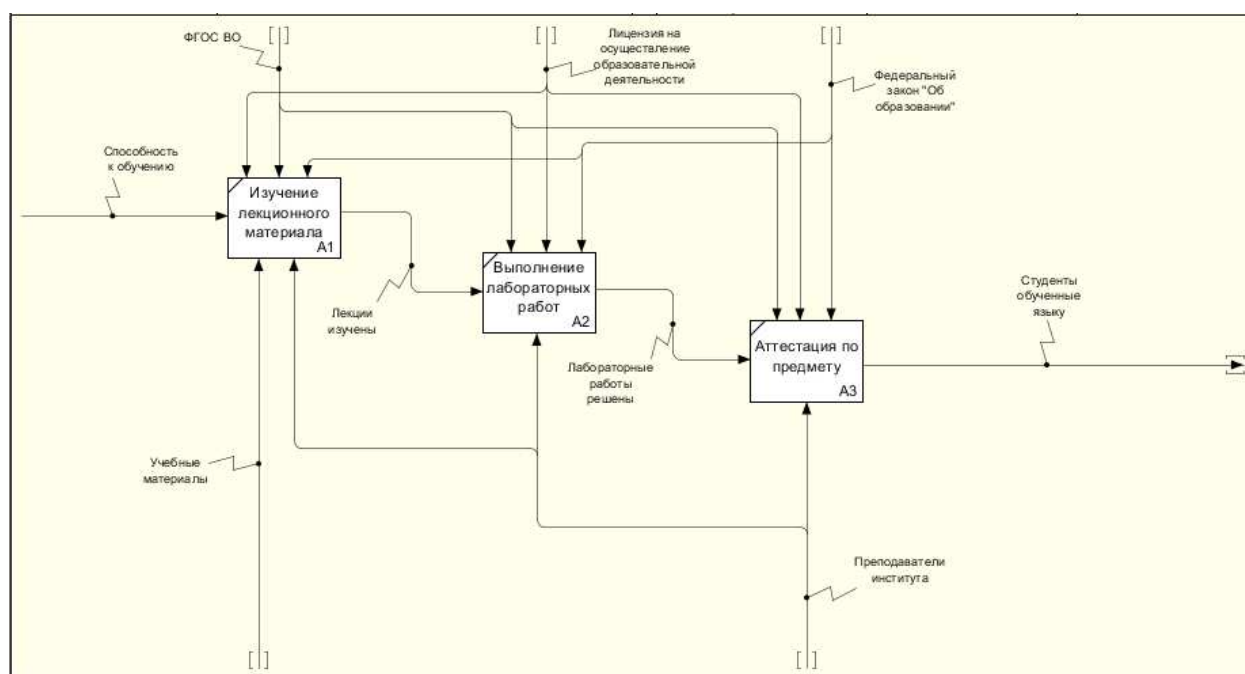 ФГОС ВО
Лицензия на
осуществление
образовательной
деятельности
Федеральный
закон "Об
образовании"
Способность
к обучению
Изучение
лекционного
материала
A1
Лекции
изучены
Выполнение
лабораторных
работ
A2
Лабораторные
работы
решены
Аттестация по
предмету
A3
Студенты
обученные
языку
Учебные
материалы
Преподаватели
института